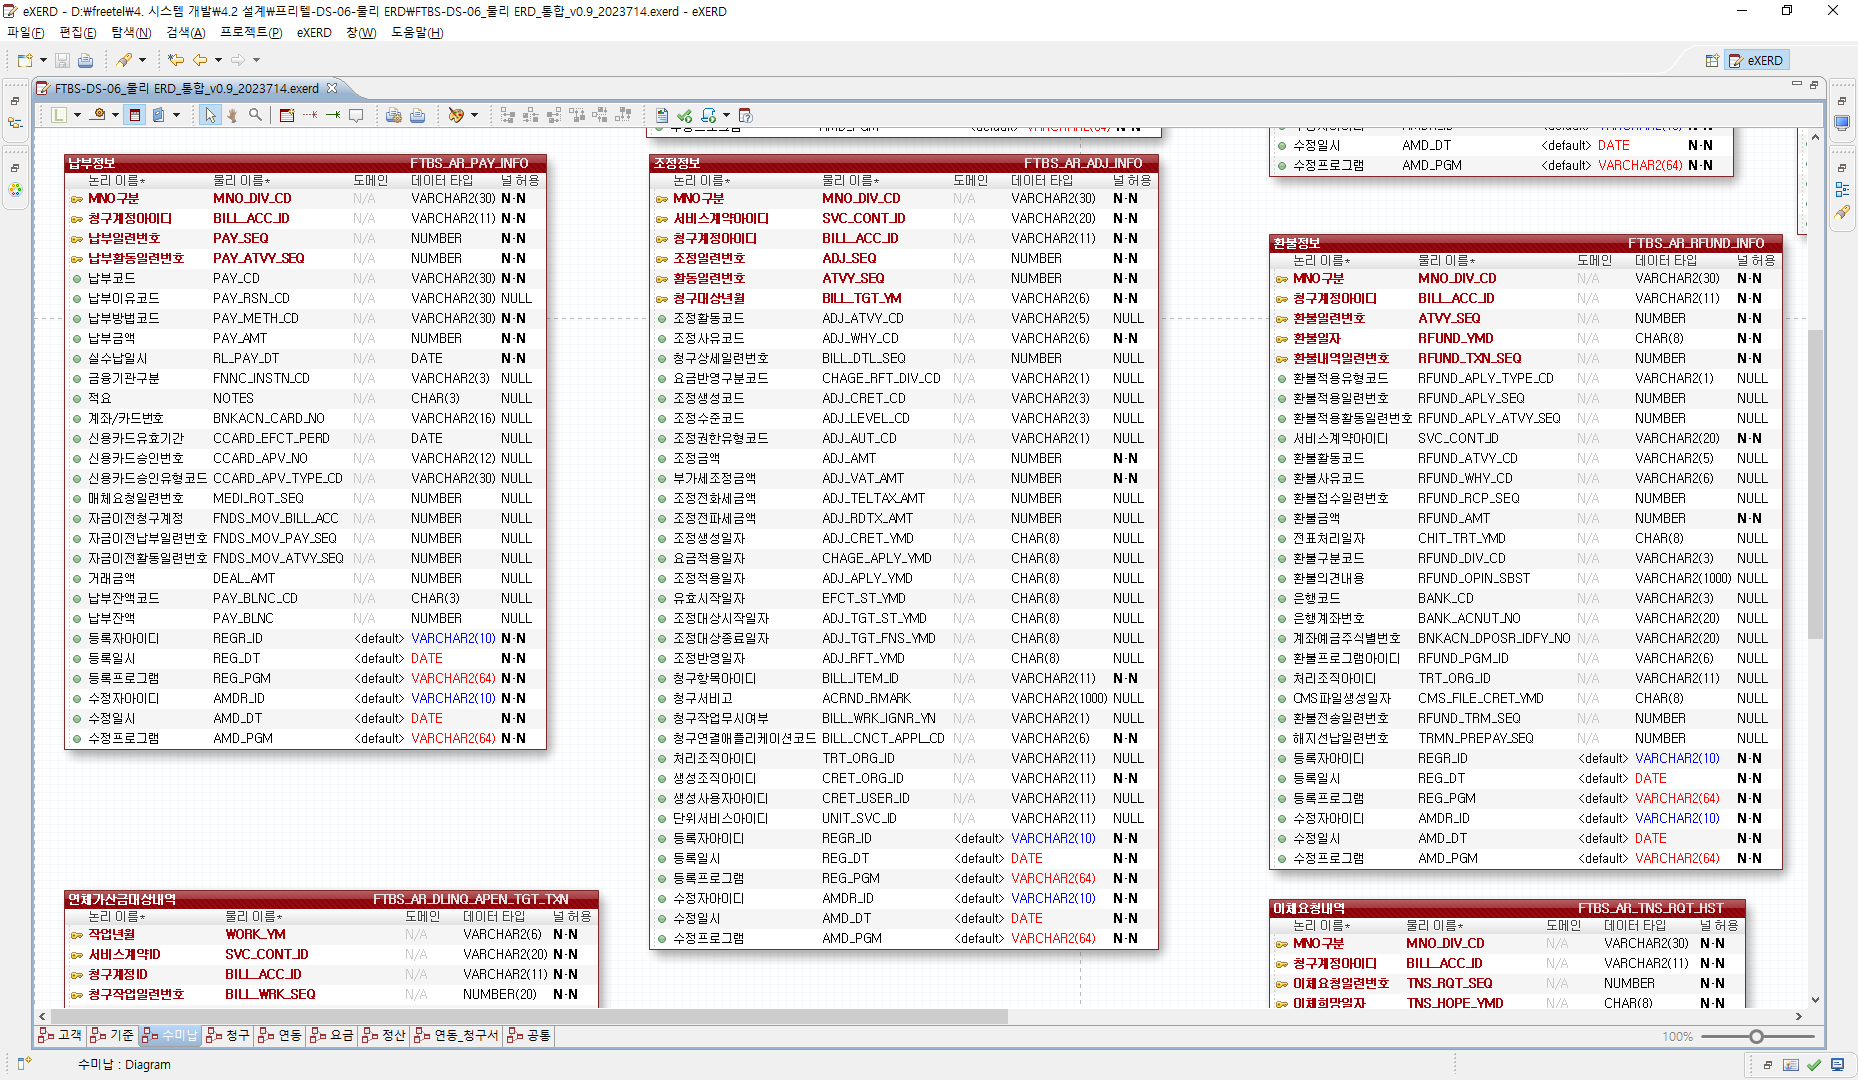 eXERD - D:\freetel\4. 시스템 개발\4.2 설계\프리텔-DS-06-물리 ERD\FTBS-DS-06_물리 ERD_통합_v0.9_2023714.exerd - eXERD
파일(F) 편집(E) 탐색(N) 검색(A) 프로젝트(P) eXERD 창(W) 도움말(H)
eXERD
FTBS-DS-06_물리 ERD_통합_v0.9_2023714.exerd
수정프로그램 AMD_PGM <default> VARCHAR2(64) N-N
수정일시 AMD_DT <default> DATE N-N
수정프로그램 AMD_PGM <default> VARCHAR2(64) N-N
납부정보 FTBS_AR_PAY_INFO
논리 이름* 물리 이름* 도메인 데이터 타입 널 허용
MNO구분 MNO_DIV_CD N/A VARCHAR2(30) N-N
청구계정아이디 BILL_ACC_ID N/A VARCHAR2(11) N-N
납부일련번호 PAY_SEQ N/A NUMBER N-N
납부활동일련번호 PAY_ATVY_SEQ N/A NUMBER N-N
납부코드 PAY_CD N/A VARCHAR2(30) N-N
납부이유코드 PAY_RSN_CD N/A VARCHAR2(30) NULL
납부방법코드 PAY_METH_CD N/A VARCHAR2(30) N-N
납부금액 PAY_AMT N/A NUMBER N-N
실수납일시 RL_PAY_DT N/A DATE N-N
금융기관구분 FNNC_INSTN_CD N/A VARCHAR2(3) NULL
적요 NOTES N/A CHAR(3) NULL
계좌/카드번호 BNKACN_CARD_NO N/A VARCHAR2(16) NULL
신용카드유효기간 CCARD_EFCT_PERD N/A DATE NULL
신용카드승인번호 CCARD_APV_NO N/A VARCHAR2(12) NULL
신용카드승인유형코드 CCARD_APV_TYPE_CD N/A VARCHAR2(30) NULL
매체요청일련번호 MEDI_RQT_SEQ N/A NUMBER NULL
자금이전청구계정 FNDS_MOV_BILL_ACC N/A NUMBER NULL
자금이전납부일련번호 FNDS_MOV_PAY_SEQ N/A NUMBER NULL
자금이전활동일련번호 FNDS_MOV_ATVY_SEQ N/A NUMBER NULL
거래금액 DEAL_AMT N/A NUMBER NULL
납부잔액코드 PAY_BLNC_CD N/A CHAR(3) NULL
납부잔액 PAY_BLNC N/A NUMBER NULL
등록자아이디 REGR_ID <default> VARCHAR2(10) N-N
등록일시 REG_DT <default> DATE N-N
등록프로그램 REG_PGM <default> VARCHAR2(64) N-N
수정자아이디 AMDR_ID <default> VARCHAR2(10) N-N
수정일시 AMD_DT <default> DATE N-N
수정프로그램 AMD_PGM <default> VARCHAR2(64) N-N
조정정보 FTBS_AR_ADJ_INFO
논리 이름* 물리 이름* 도메인 데이터 타입 널 허용
MNO구분 MNO_DIV_CD N/A VARCHAR2(30) N-N
서비스계약아이디 SVC_CONT_ID N/A VARCHAR2(20) N-N
청구계정아이디 BILL_ACC_ID N/A VARCHAR2(11) N-N
조정일련번호 ADJ_SEQ N/A NUMBER N-N
활동일련번호 ATVY_SEQ N/A NUMBER N-N
청구대상년월 BILL_TGT_YM N/A VARCHAR2(6) N-N
조정활동코드 ADJ_ATVY_CD N/A VARCHAR2(5) NULL
조정사유코드 ADJ_WHY_CD N/A VARCHAR2(6) N-N
청구상세일련번호 BILL_DTL_SEQ N/A NUMBER NULL
요금반영구분코드 CHAGE_RFT_DIV_CD N/A VARCHAR2(1) NULL
조정생성코드 ADJ_CRET_CD N/A VARCHAR2(3) NULL
조정수준코드 ADJ_LEVEL_CD N/A VARCHAR2(3) NULL
조정권한유형코드 ADJ_AUT_CD N/A VARCHAR2(1) NULL
조정금액 ADJ_AMT N/A NUMBER N-N
부가세조정금액 ADJ_VAT_AMT N/A NUMBER N-N
조정전화세금액 ADJ_TELTAX_AMT N/A NUMBER NULL
조정전파세금액 ADJ_RDTX_AMT N/A NUMBER NULL
조정생성일자 ADJ_CRET_YMD N/A CHAR(8) NULL
요금적용일자 CHAGE_APLY_YMD N/A CHAR(8) NULL
조정적용일자 ADJ_APLY_YMD N/A CHAR(8) NULL
유효시작일자 EFCT_ST_YMD N/A CHAR(8) NULL
조정대상시작일자 ADJ_TGT_ST_YMD N/A CHAR(8) NULL
조정대상종료일자 ADJ_TGT_FNS_YMD N/A CHAR(8) NULL
조정반영일자 ADJ_RFT_YMD N/A CHAR(8) NULL
청구항목아이디 BILL_ITEM_ID N/A VARCHAR2(11) N-N
청구서비고 ACRND_RMARK N/A VARCHAR2(1000) NULL
청구작업무시여부 BILL_WRK_IGNR_YN N/A VARCHAR2(1) NULL
청구연결애플리케이션코드 BILL_CNCT_APPL_CD N/A VARCHAR2(6) N-N
처리조직아이디 TRT_ORG_ID N/A VARCHAR2(11) NULL
생성조직아이디 CRET_ORG_ID N/A VARCHAR2(11) N-N
생성사용자아이디 CRET_USER_ID N/A VARCHAR2(11) NULL
단위서비스아이디 UNIT_SVC_ID N/A VARCHAR2(11) NULL
등록자아이디 REGR_ID <default> VARCHAR2(10) N-N
등록일시 REG_DT <default> DATE N-N
등록프로그램 REG_PGM <default> VARCHAR2(64) N-N
수정자아이디 AMDR_ID <default> VARCHAR2(10) N-N
수정일시 AMD_DT <default> DATE N-N
수정프로그램 AMD_PGM <default> VARCHAR2(64) N-N
환불정보 FTBS_AR_RFUND_INFO
논리 이름* 물리 이름* 도메인 데이터 타입 널 허용
MNO구분 MNO_DIV_CD N/A VARCHAR2(30) N-N
청구계정아이디 BILL_ACC_ID N/A VARCHAR2(11) N-N
환불일련번호 ATVY_SEQ N/A NUMBER N-N
환불일자 RFUND_YMD N/A CHAR(8) N-N
환불내역일련번호 RFUND_TXN_SEQ N/A NUMBER N-N
환불적용유형코드 RFUND_APLY_TYPE_CD N/A VARCHAR2(1) NULL
환불적용일련번호 RFUND_APLY_SEQ N/A NUMBER NULL
환불적용활동일련번호 RFUND_APLY_ATVY_SEQ N/A NUMBER NULL
서비스계약아이디 SVC_CONT_ID N/A VARCHAR2(20) N-N
환불활동코드 RFUND_ATVY_CD N/A VARCHAR2(5) NULL
환불사유코드 RFUND_WHY_CD N/A VARCHAR2(6) NULL
환불접수일련번호 RFUND_RCP_SEQ N/A NUMBER NULL
환불금액 RFUND_AMT N/A NUMBER N-N
전표처리일자 CHIT_TRT_YMD N/A CHAR(8) NULL
환불구분코드 RFUND_DIV_CD N/A VARCHAR2(3) NULL
환불의견내용 RFUND_OPIN_SBST N/A VARCHAR2(1000) NULL
은행코드 BANK_CD N/A VARCHAR2(3) NULL
은행계좌번호 BANK_ACNUT_NO N/A VARCHAR2(20) NULL
계좌예금주식별번호 BNKACN_DPOSR_IDFY_NO N/A VARCHAR2(20) NULL
환불프로그램아이디 RFUND_PGM_ID N/A VARCHAR2(6) NULL
처리조직아이디 TRT_ORG_ID N/A VARCHAR2(11) NULL
CMS파일생성일자 CMS_FILE_CRET_YMD N/A CHAR(8) NULL
환불전송일련번호 RFUND_TRM_SEQ N/A NUMBER NULL
해지선납일련번호 TRMN_PREPAY_SEQ N/A NUMBER NULL
등록자아이디 REGR_ID <default> VARCHAR2(10) N-N
등록일시 REG_DT <default> DATE N-N
등록프로그램 REG_PGM <default> VARCHAR2(64) N-N
수정자아이디 AMDR_ID <default> VARCHAR2(10) N-N
수정일시 AMD_DT <default> DATE N-N
수정프로그램 AMD_PGM <default> VARCHAR2(64) N-N
연체가산금대상내역 FTBS_AR_DLINQ_APEN_TGT_TXN
논리 이름* 물리 이름* 도메인 데이터 타입 널 허용
작업년월 WORK_YM N/A VARCHAR2(6) N-N
서비스계약ID SVC_CONT_ID N/A VARCHAR2(20) N-N
청구계정ID BILL_ACC_ID N/A VARCHAR2(11) N-N
청구작업일련번호 BILL_WRK_SEQ N/A NUMBER(20) N-N
이체요청내역 FTBS_AR_TNS_RQT_HST
논리 이름* 물리 이름* 도메인 데이터 타입 널 허용
MNO구분 MNO_DIV_CD N/A VARCHAR2(30) N-N
청구계정아이디 BILL_ACC_ID N/A VARCHAR2(11) N-N
이체요청일련번호 TNS_RQT_SEQ N/A NUMBER N-N
이체희망일자 TNS_HOPE_YMD N/A CHAR(8) N-N
고객 기준 수미납 청구 연동 요금 정산 연동_청구서 공통
100%
수미납 : Diagram